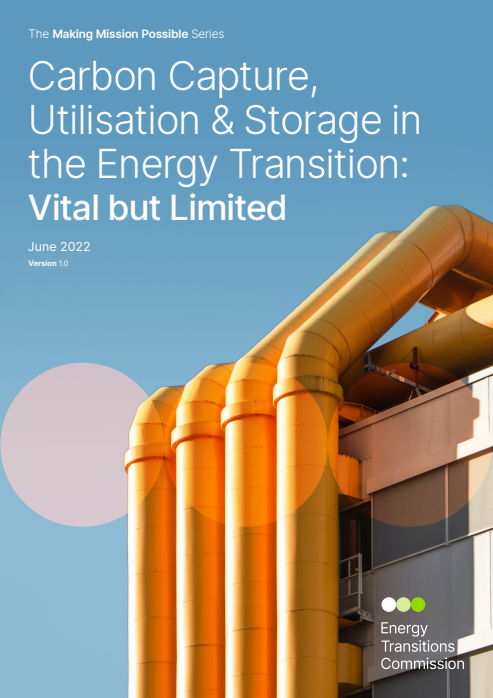 The Making Mission Possible Series
Carbon Capture,
Utilisation & Storage in
the Energy Transition:
Vital but Limited
June 2022
Version 1.0
Energy
Transitions
Commission